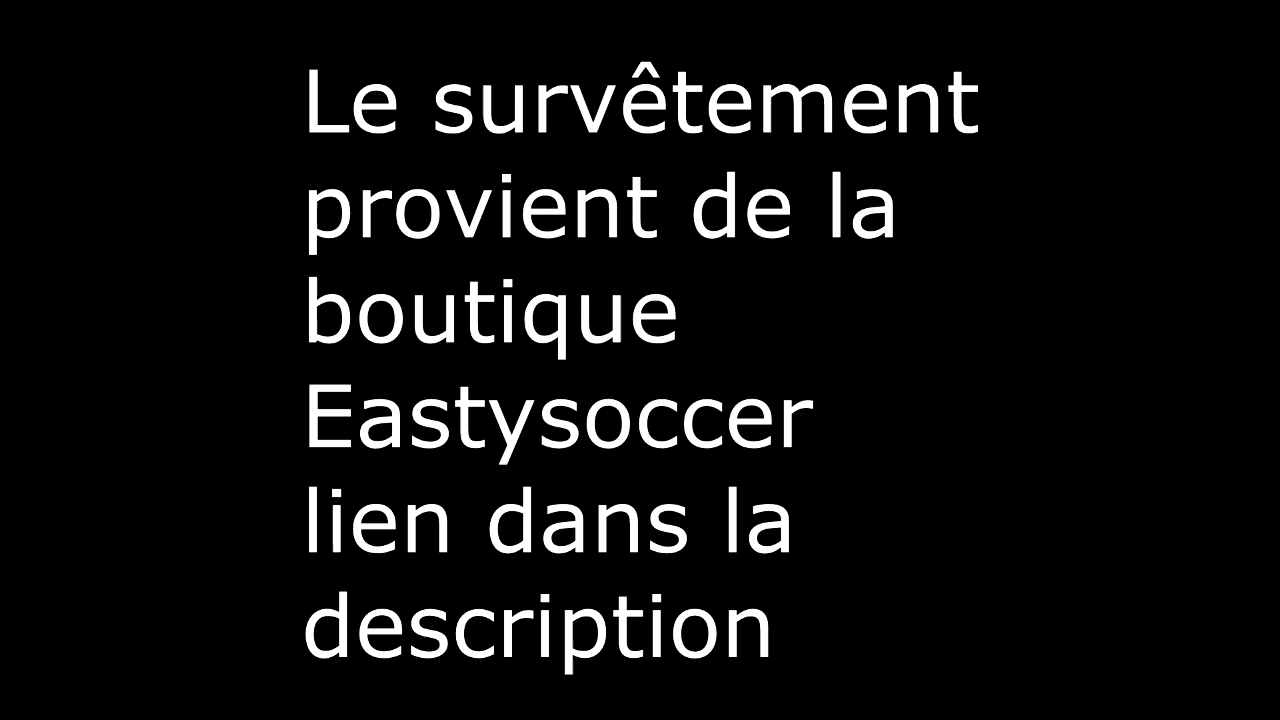 Le survêtement
provient de la
boutique
Eastysoccer
lien dans la
description